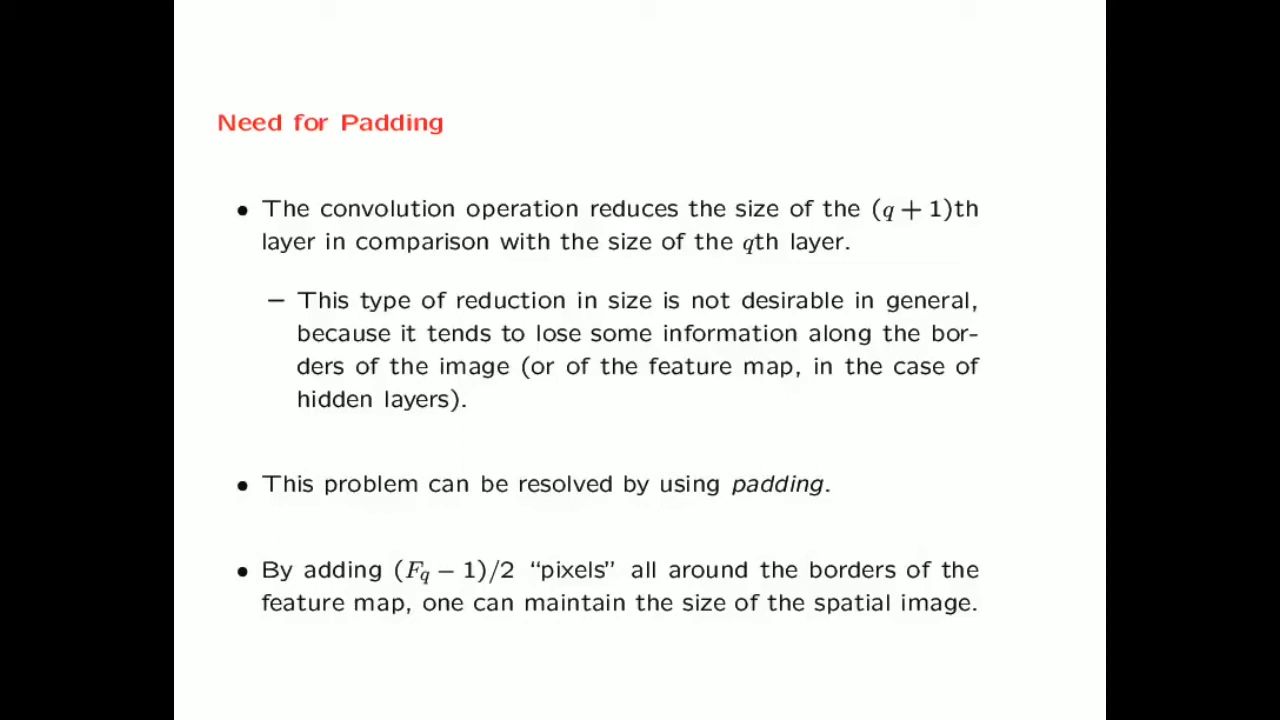 Need for Padding
• The convolution operation reduces the size of the (q + 1)th
layer in comparison with the size of the qth layer.
– This type of reduction in size is not desirable in general,
because it tends to lose some information along the bor-
ders of the image (or of the feature map, in the case of
hidden layers).
• This problem can be resolved by using padding.
• By adding (F_q − 1)/2 “pixels” all around the borders of the
feature map, one can maintain the size of the spatial image.